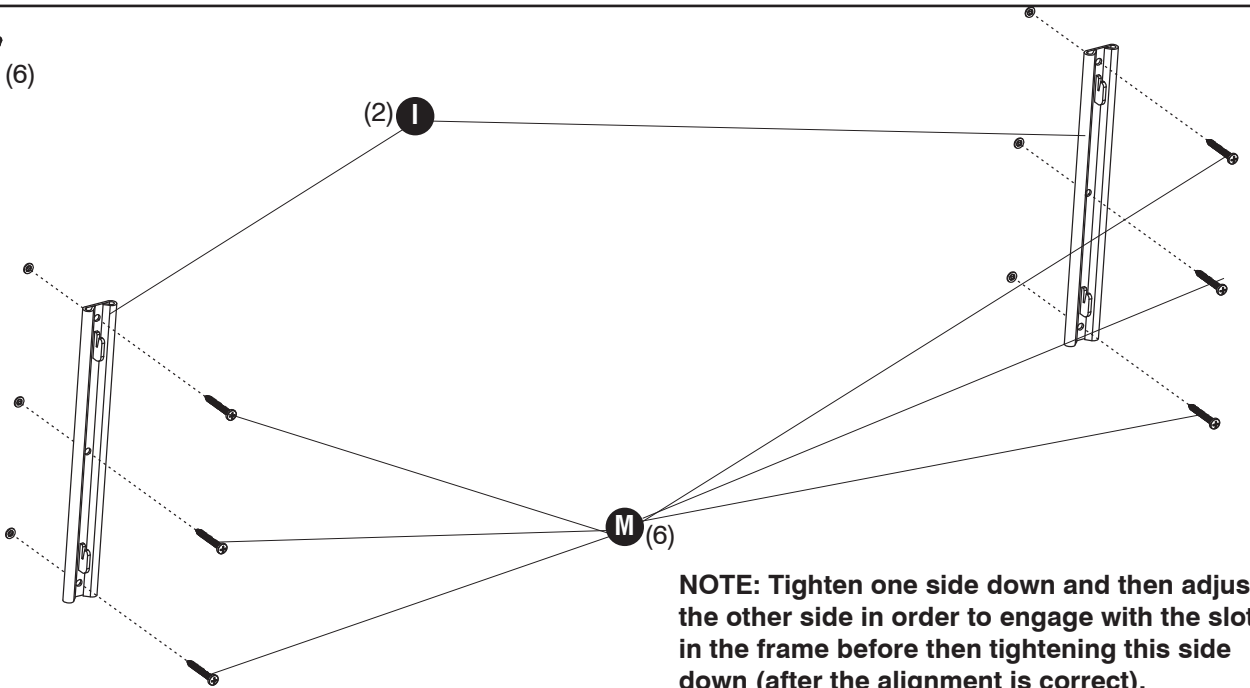 (6)
(2) I
M (6)
NOTE: Tighten one side down and then adjus
the other side in order to engage with the slot
in the frame before then tightening this side
down (after the alignment is correct).